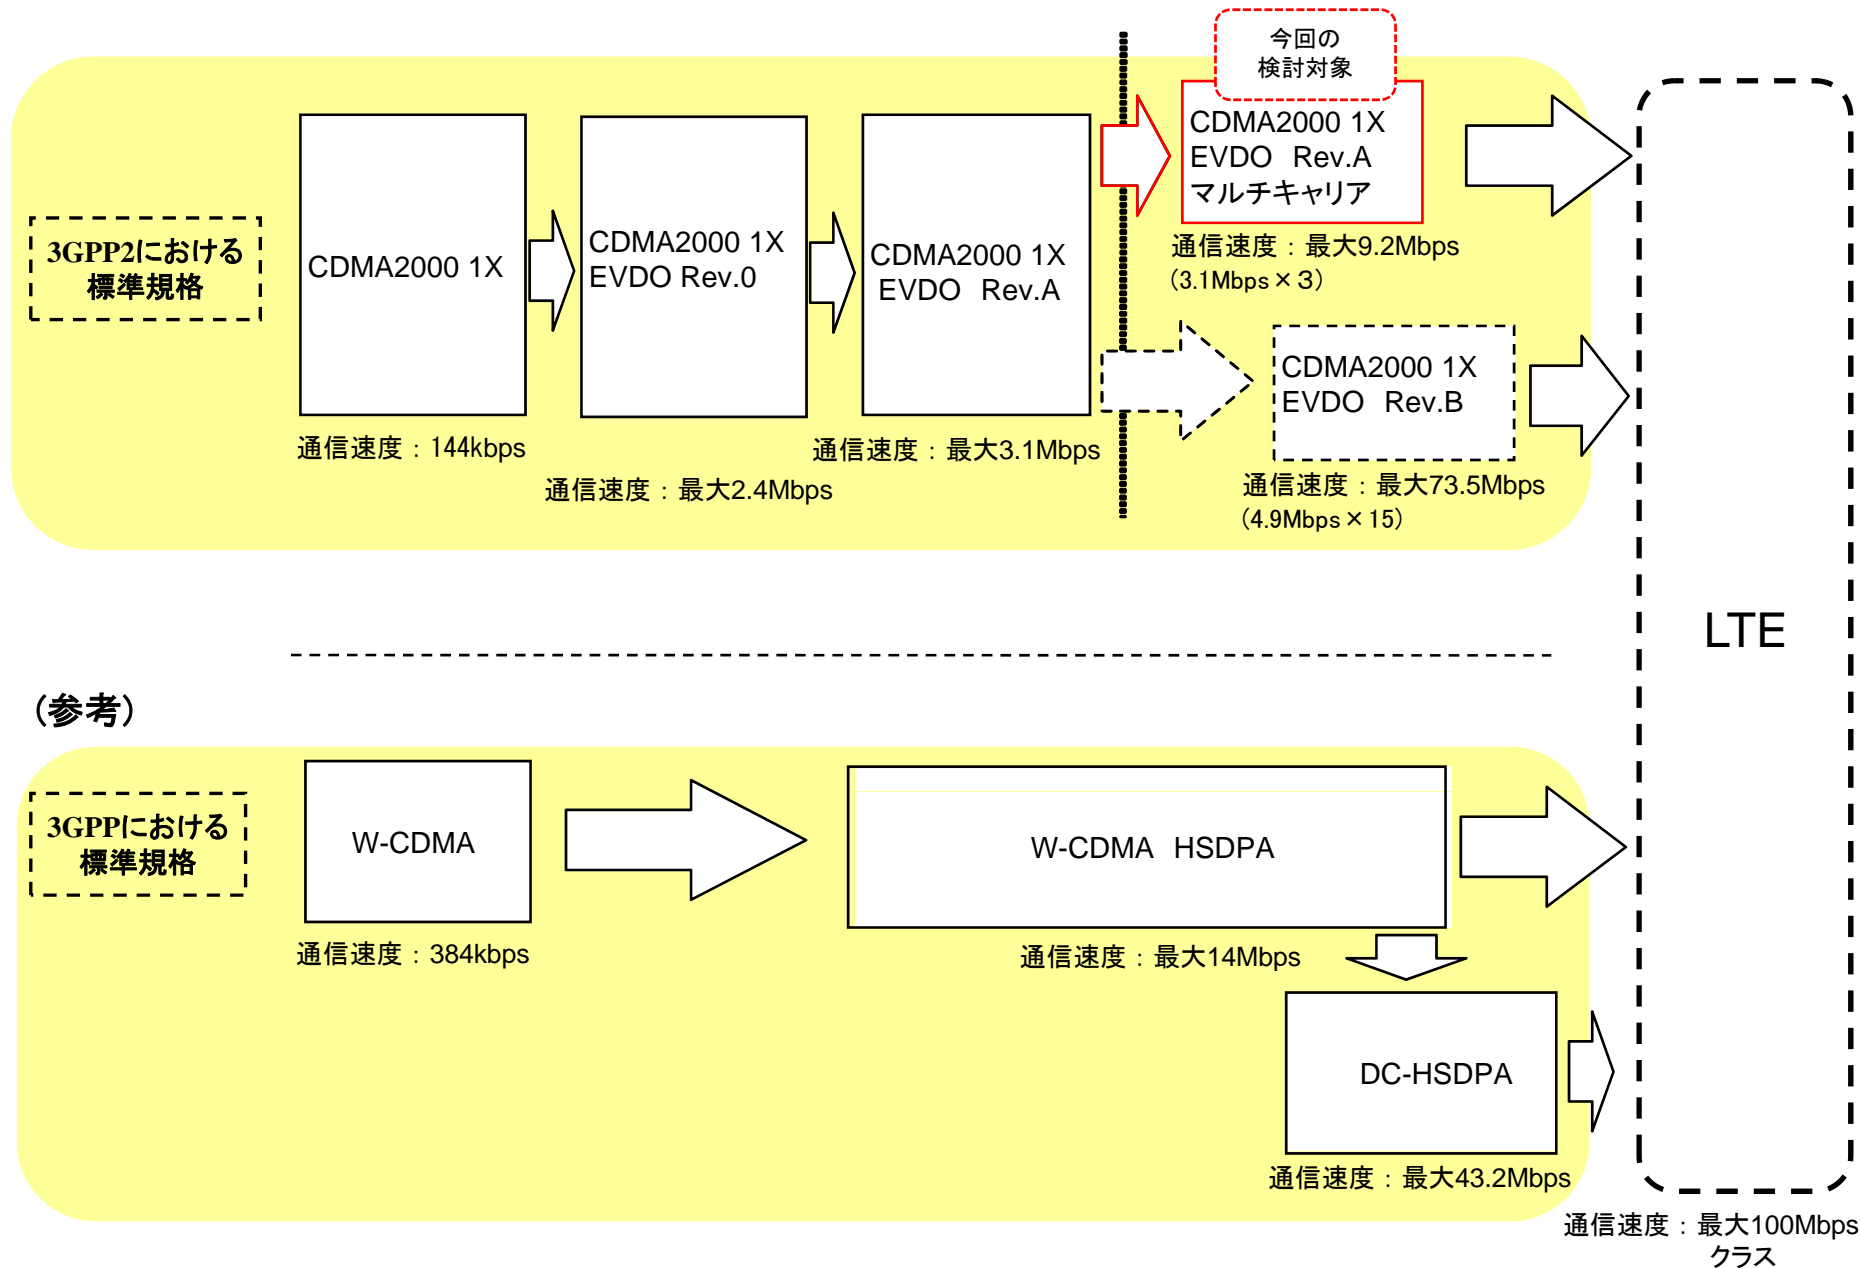 今回の
検討対象
CDMA2000 1X
EVDO Rev.A
マルチキャリア
通信速度：最大9.2Mbps
(3.1Mbps×3)
3GPP2における
標準規格
CDMA2000 1X
通信速度：144kbps
CDMA2000 1X
EVDO Rev.0
通信速度：最大2.4Mbps
CDMA2000 1X
EVDO Rev.A
通信速度：最大3.1Mbps
CDMA2000 1X
EVDO Rev.B
通信速度：最大73.5Mbps
(4.9Mbps×15)
LTE
(参考)
3GPPにおける
標準規格
W-CDMA
通信速度：384kbps
W-CDMA HSDPA
通信速度：最大14Mbps
DC-HSDPA
通信速度：最大43.2Mbps
通信速度：最大100Mbps
クラス